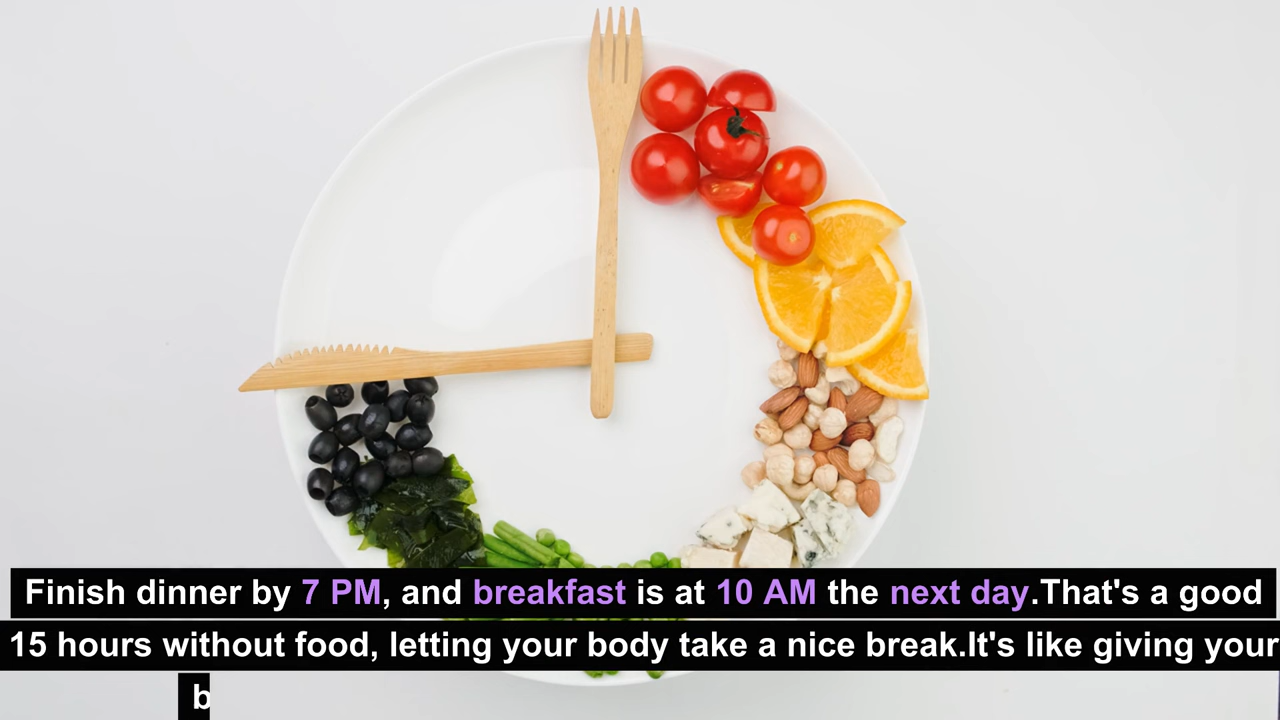 Finish dinner by 7 PM, and breakfast is at 10 AM the next day.That's a good
15 hours without food, letting your body take a nice break.It's like giving your
b